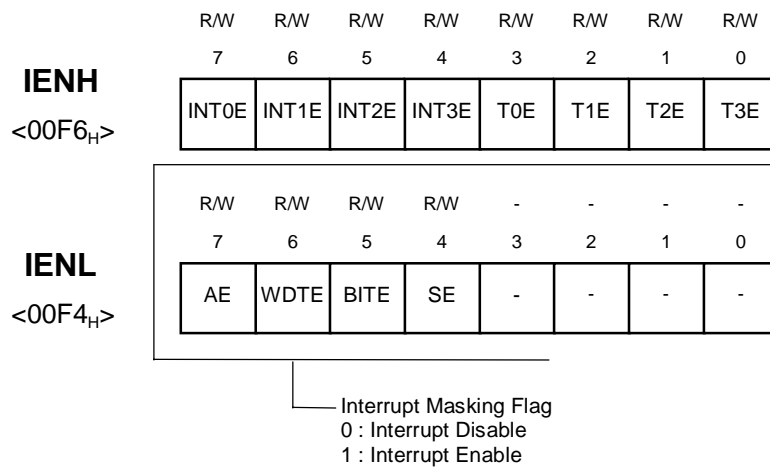 R/W R/W R/W R/W R/W R/W R/W R/W
7 6 5 4 3 2 1 0
IENH
INT0E INT1E INT2E INT3E T0E T1E T2E T3E
<00F6H>
R/W R/W R/W R/W - - - -
7 6 5 4 3 2 1 0
IENL
AE WDTE BITE SE - - - -
<00F4H>
Interrupt Masking Flag
0 : Interrupt Disable
1 : Interrupt Enable